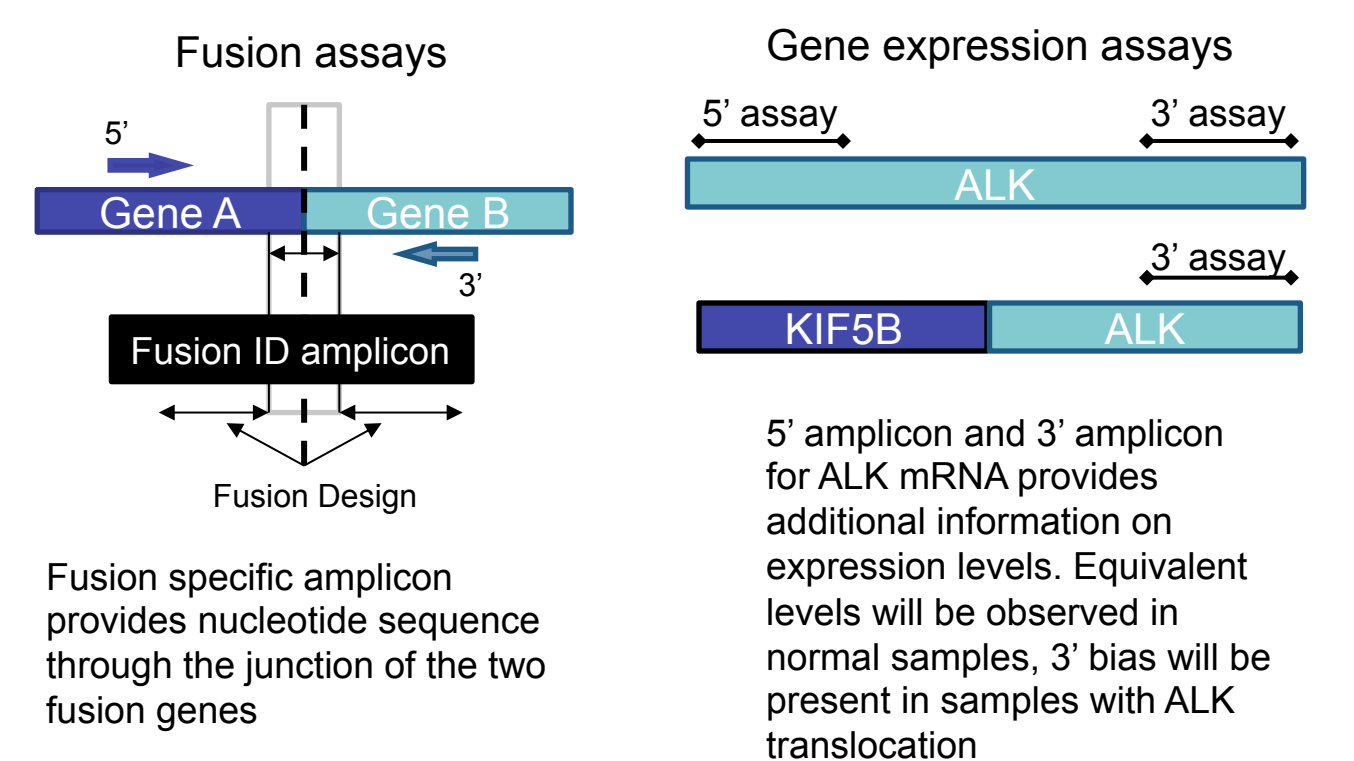 Fusion assays
5’
Gene A
Gene B
3’
Fusion ID amplicon
Fusion Design
Fusion specific amplicon
provides nucleotide sequence
through the junction of the two
fusion genes
Gene expression assays
5’ assay
3’ assay
ALK
3’ assay
KIF5B
ALK
5’ amplicon and 3’ amplicon
for ALK mRNA provides
additional information on
expression levels. Equivalent
levels will be observed in
normal samples, 3’ bias will be
present in samples with ALK
translocation